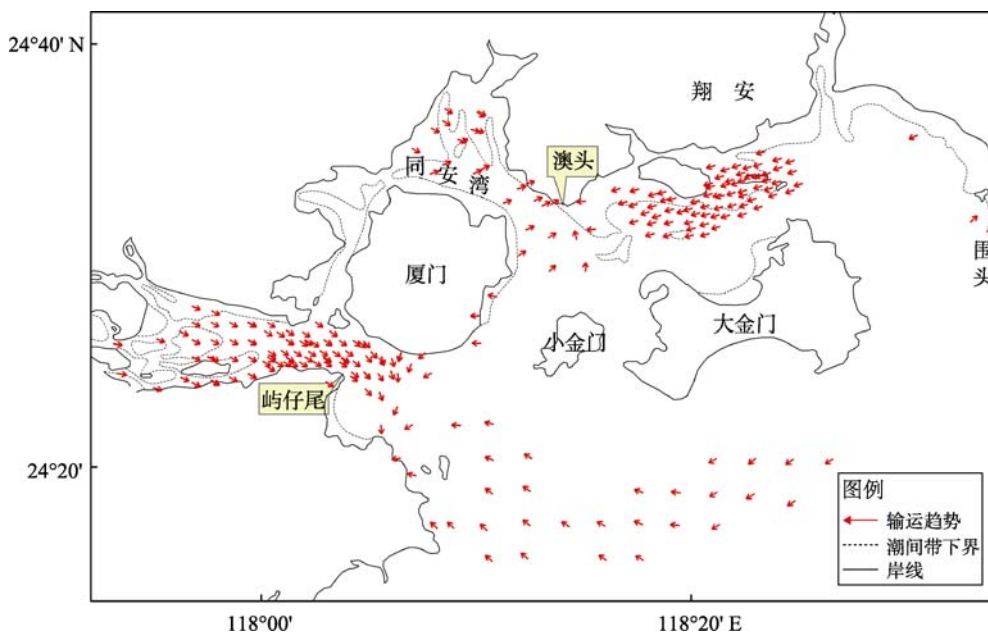 24°40′ N
翔 安
澳头
同安湾
围头
厦门
大金门
小金门
屿仔尾
24°20′
图例
输运趋势
潮间带下界
岸线
118°00′
118°20′ E